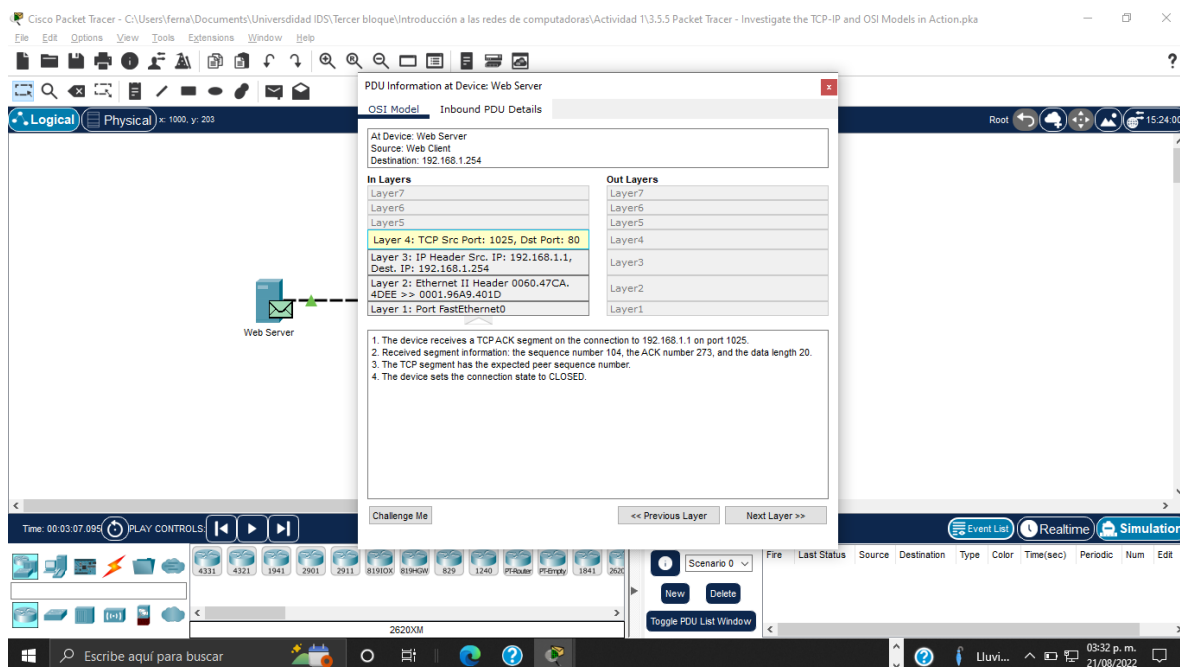 Cisco Packet Tracer - C:\Users\ferna\Documents\Universdidad IDS\Tercer bloque\Introducción a las redes de computadoras\Actividad 1\3.5.5 Packet Tracer - Investigate the TCP-IP and OSI Models in Action.pka
File Edit Options View Tools Extensions Window Help
?
PDU Information at Device: Web Server
x
OSI Model Inbound PDU Details
Logical Physical x: 1000, y: 203
Root 15:24:00
At Device: Web Server
Source: Web Client
Destination: 192.168.1.254
In Layers Out Layers
Layer7 Layer7
Layer6 Layer6
Layer5 Layer5
Layer 4: TCP Src Port: 1025, Dst Port: 80 Layer4
Layer 3: IP Header Src. IP: 192.168.1.1,
Dest. IP: 192.168.1.254
Layer3
Layer 2: Ethernet II Header 0060.47CA.
4DEE >> 0001.96A9.401D
Layer2
Layer 1: Port FastEthernet0 Layer1
Web Server
1. The device receives a TCP ACK segment on the connection to 192.168.1.1 on port 1025.
2. Received segment information: the sequence number 104, the ACK number 273, and the data length 20.
3. The TCP segment has the expected peer sequence number.
4. The device sets the connection state to CLOSED.
Challenge Me << Previous Layer Next Layer >>
Time: 00:03:07.095 PLAY CONTROLS: Event List Realtime Simulation
4331 4321 1941 2901 2911 819IOX 819HGW 829 1240 PT-Router PT-Empty 1841 262
Scenario 0
Fire Last Status Source Destination Type Color Time(sec) Periodic Num Edit
New Delete
Toggle PDU List Window
2620XM
Escribe aquí para buscar
Lluvi... 03:32 p. m.
21/08/2022